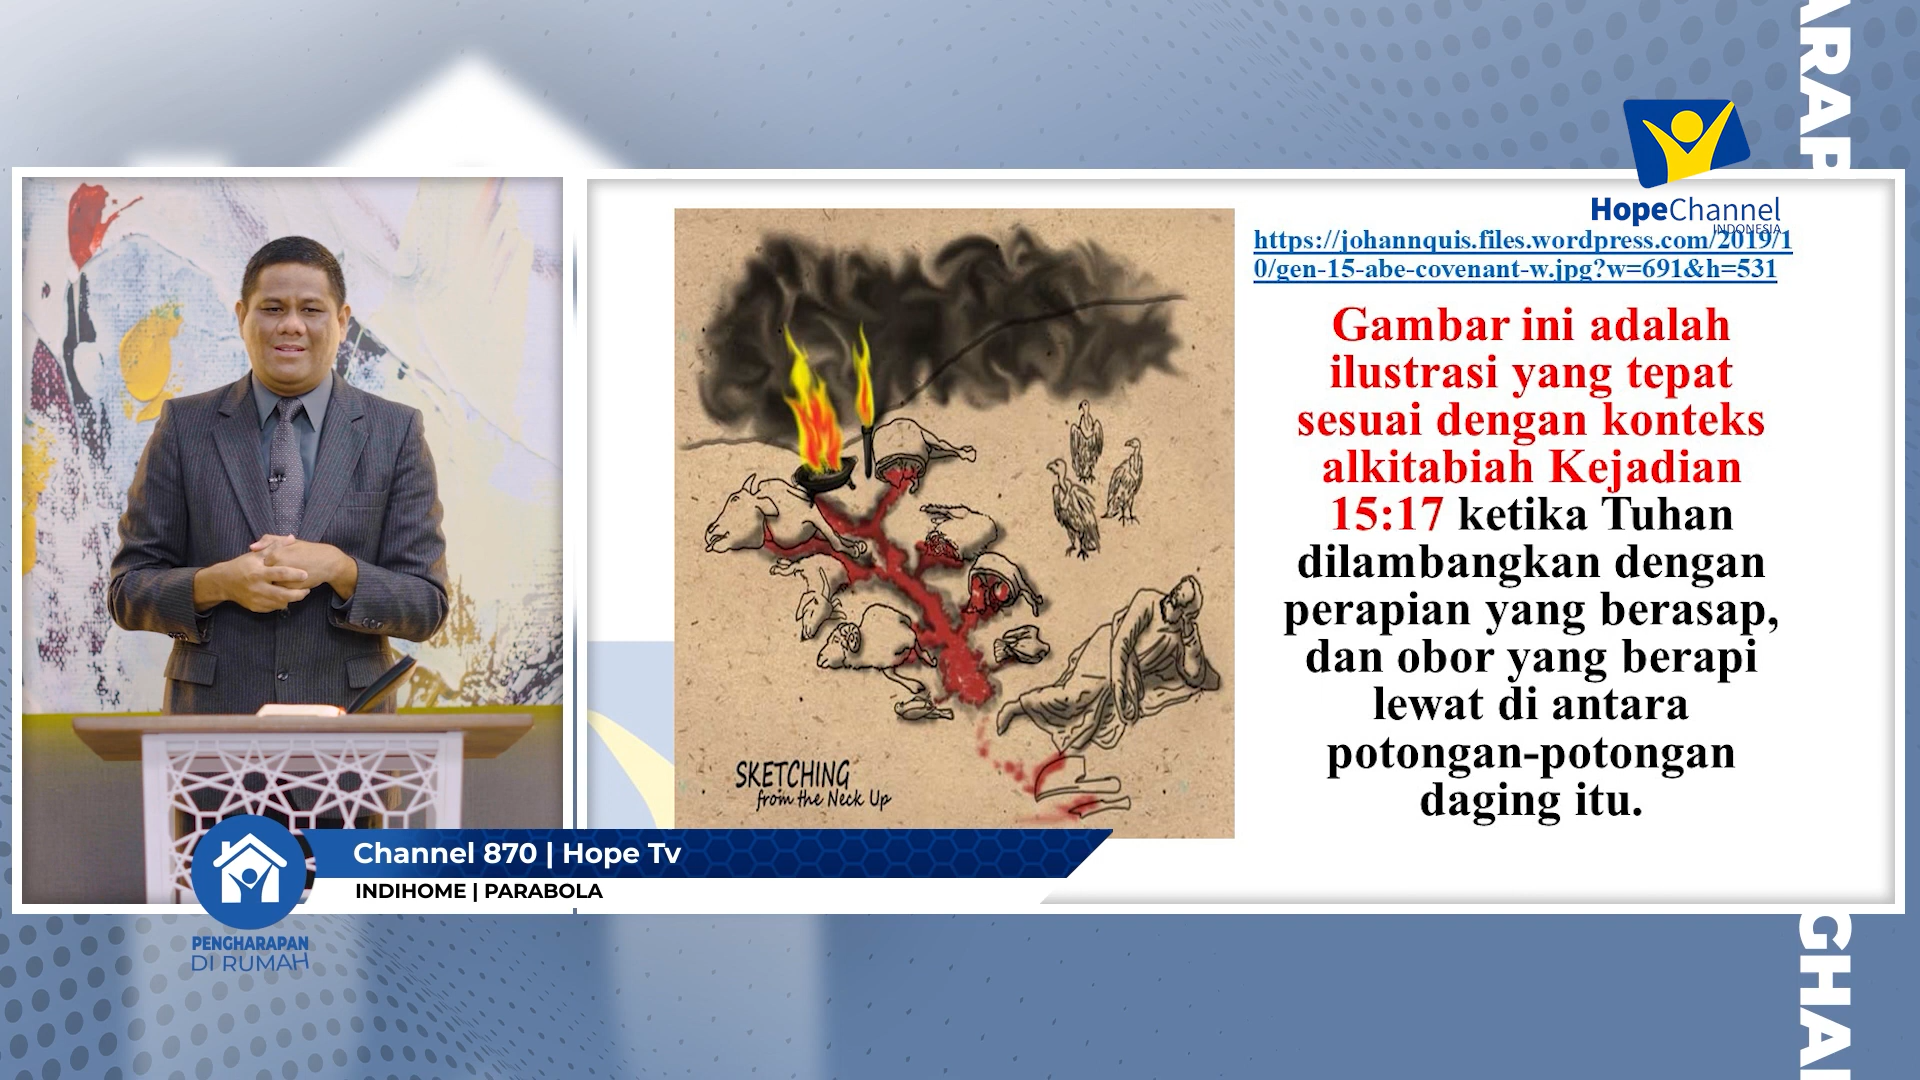 ARAP
HopeChannel
INDONESIA
https://johannquis.files.wordpress.com/2019/1
0/gen-15-abe-covenant-w.jpg?w=691&h=531
Gambar ini adalah
ilustrasi yang tepat
sesuai dengan konteks
alkitabiah Kejadian
15:17 ketika Tuhan
dilambangkan dengan
perapian yang berasap,
dan obor yang berapi
lewat di antara
potongan-potongan
daging itu.
SKETCHING
from the Neck Up
Channel 870 | Hope Tv
INDIHOME | PARABOLA
PENGHARAPAN
DI RUMAH
GHAI